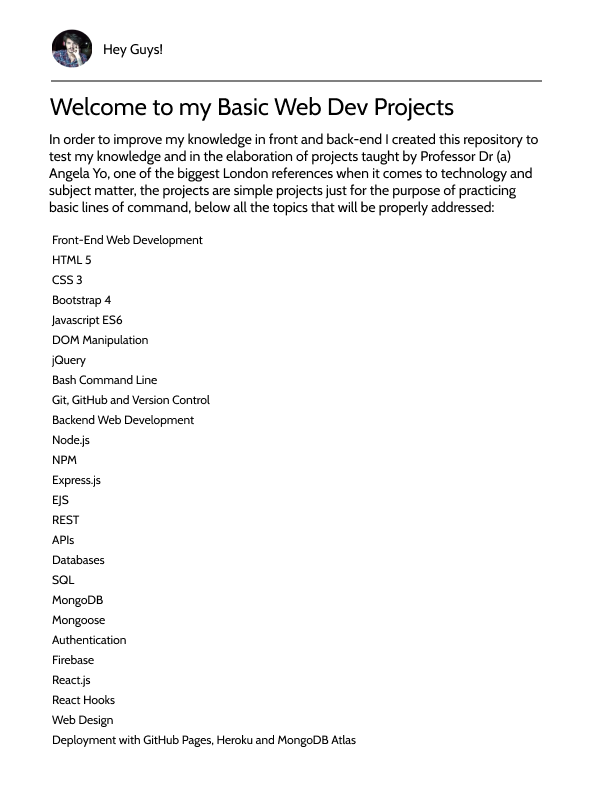 Hey Guys!
Welcome to my Basic Web Dev Projects
In order to improve my knowledge in front and back-end I created this repository to
test my knowledge and in the elaboration of projects taught by Professor Dr (a)
Angela Yo, one of the biggest London references when it comes to technology and
subject matter, the projects are simple projects just for the purpose of practicing
basic lines of command, below all the topics that will be properly addressed:
Front-End Web Development
HTML 5
CSS 3
Bootstrap 4
Javascript ES6
DOM Manipulation
jQuery
Bash Command Line
Git, GitHub and Version Control
Backend Web Development
Node.js
NPM
Express.js
EJS
REST
APIs
Databases
SQL
MongoDB
Mongoose
Authentication
Firebase
React.js
React Hooks
Web Design
Deployment with GitHub Pages, Heroku and MongoDB Atlas